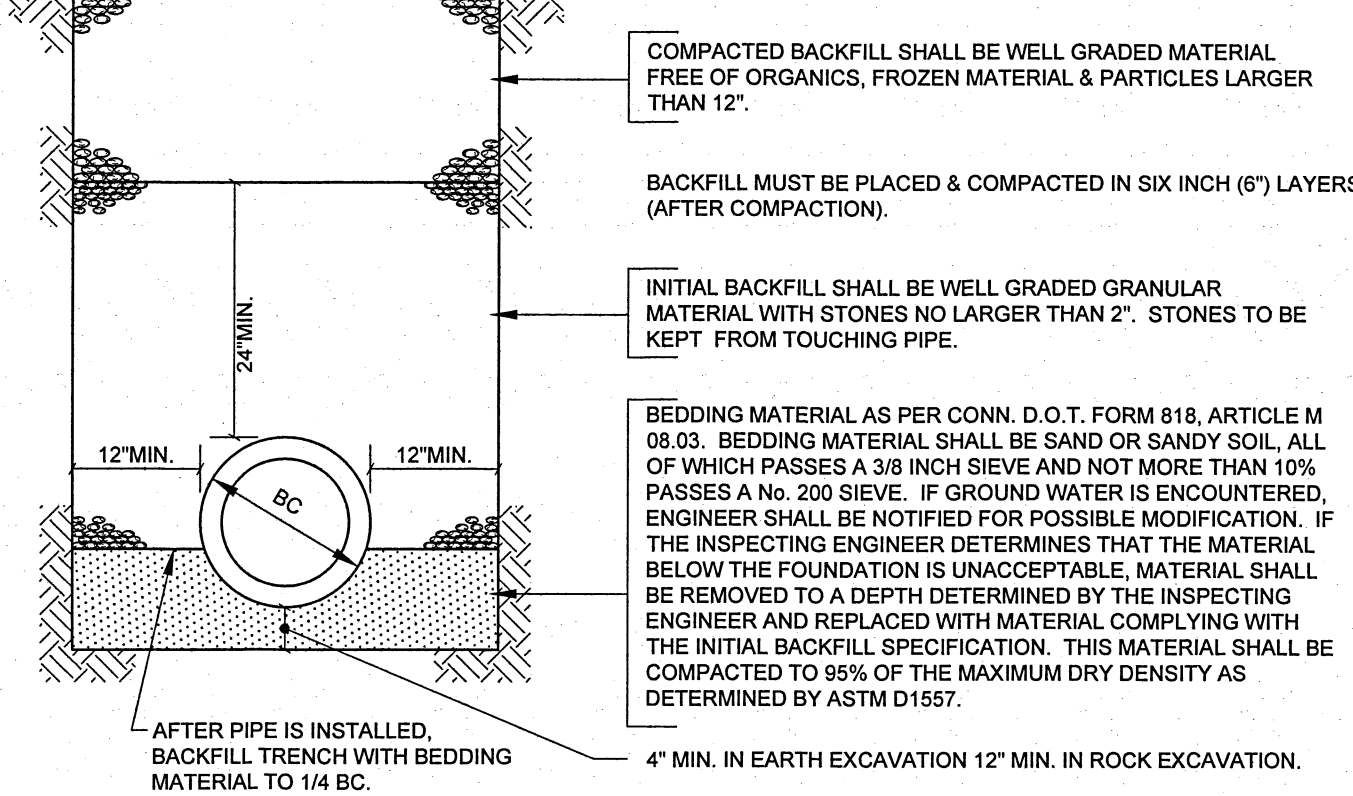 COMPACTED BACKFILL SHALL BE WELL GRADED MATERIAL
FREE OF ORGANICS, FROZEN MATERIAL & PARTICLES LARGER
THAN 12".
BACKFILL MUST BE PLACED & COMPACTED IN SIX INCH (6") LAYERS
(AFTER COMPACTION).
INITIAL BACKFILL SHALL BE WELL GRADED GRANULAR
MATERIAL WITH STONES NO LARGER THAN 2". STONES TO BE
KEPT FROM TOUCHING PIPE.
24"MIN.
12"MIN.
12"MIN.
BC
BEDDING MATERIAL AS PER CONN. D.O.T. FORM 818, ARTICLE M
08.03. BEDDING MATERIAL SHALL BE SAND OR SANDY SOIL, ALL
OF WHICH PASSES A 3/8 INCH SIEVE AND NOT MORE THAN 10%
PASSES A No. 200 SIEVE. IF GROUND WATER IS ENCOUNTERED,
ENGINEER SHALL BE NOTIFIED FOR POSSIBLE MODIFICATION. IF
THE INSPECTING ENGINEER DETERMINES THAT THE MATERIAL
BELOW THE FOUNDATION IS UNACCEPTABLE, MATERIAL SHALL
BE REMOVED TO A DEPTH DETERMINED BY THE INSPECTING
ENGINEER AND REPLACED WITH MATERIAL COMPLYING WITH
THE INITIAL BACKFILL SPECIFICATION. THIS MATERIAL SHALL BE
COMPACTED TO 95% OF THE MAXIMUM DRY DENSITY AS
DETERMINED BY ASTM D1557.
AFTER PIPE IS INSTALLED,
BACKFILL TRENCH WITH BEDDING
MATERIAL TO 1/4 BC.
4" MIN. IN EARTH EXCAVATION 12" MIN. IN ROCK EXCAVATION.